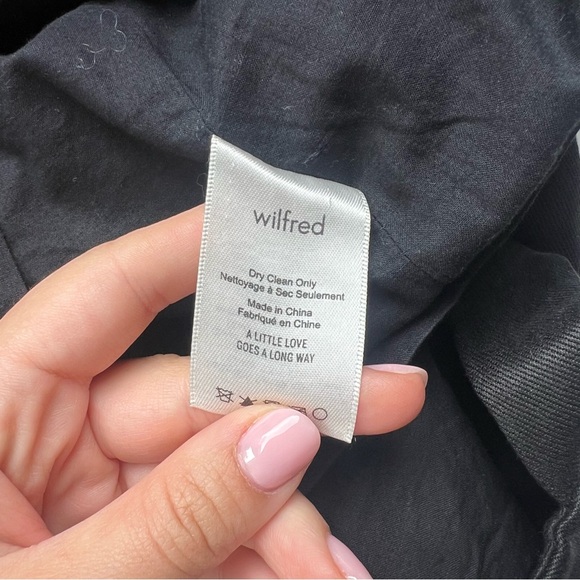 wilfred
Dry Clean Only
Nettoyage à Sec Seulement
Made in China
Fabriqué en Chine
A LITTLE LOVE
GOES A LONG WAY